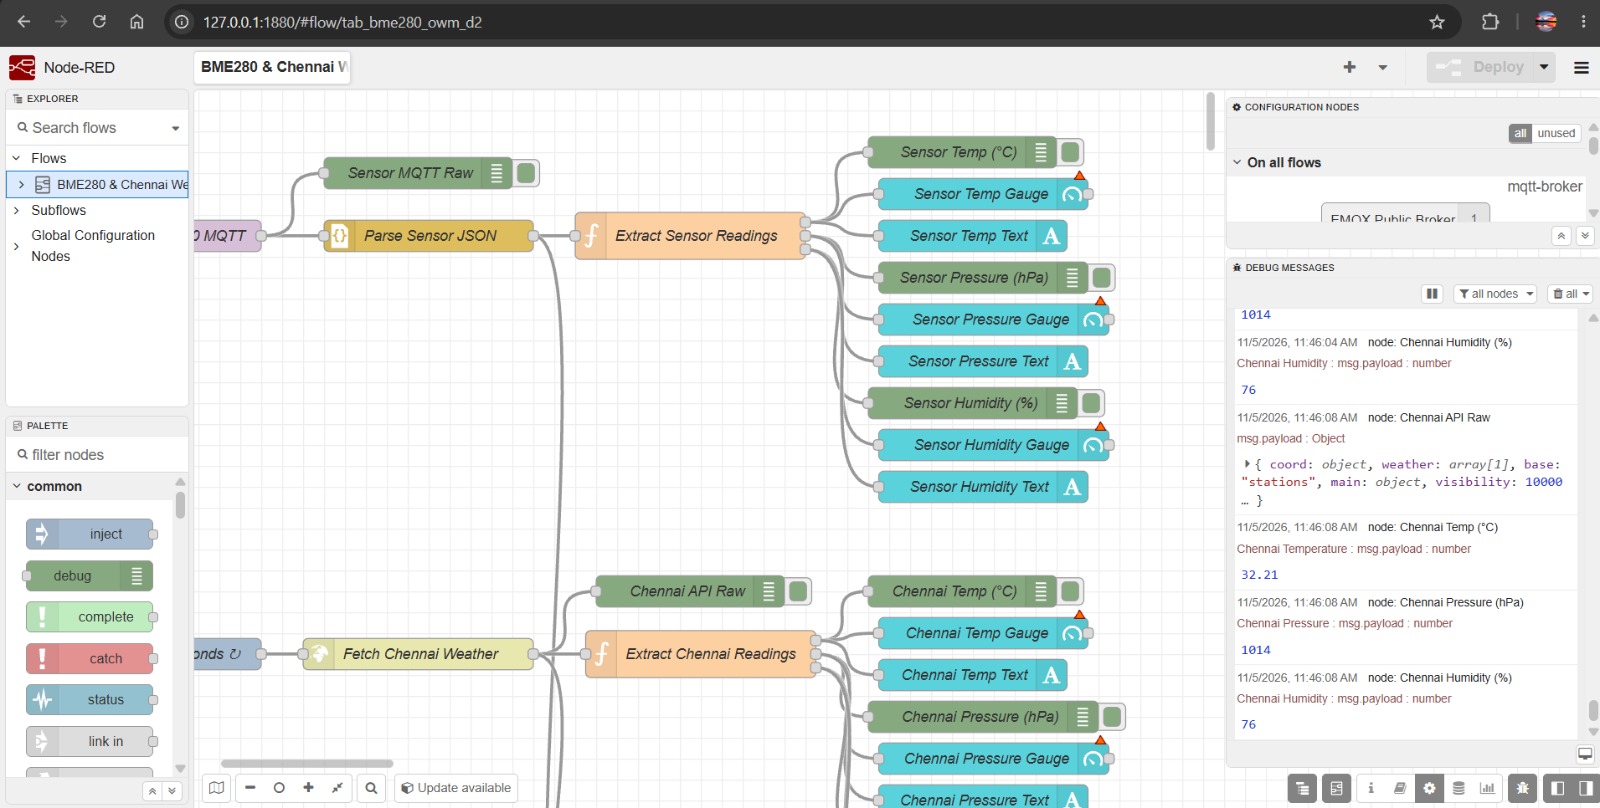 127.0.0.1:1880/#flow/tab_bme280_owm_d2
Node-RED
BME280 & Chennai W
Deploy
EXPLORER
Search flows
Flows
BME280 & Chennai We
Subflows
Global Configuration
Nodes
PALETTE
filter nodes
common
inject
debug
complete
catch
status
link in
0 MQTT
Sensor MQTT Raw
Parse Sensor JSON
Extract Sensor Readings
Sensor Temp (°C)
Sensor Temp Gauge
Sensor Temp Text
Sensor Pressure (hPa)
Sensor Pressure Gauge
Sensor Pressure Text
Sensor Humidity (%)
Sensor Humidity Gauge
Sensor Humidity Text
onds ↻
Fetch Chennai Weather
Chennai API Raw
Extract Chennai Readings
Chennai Temp (°C)
Chennai Temp Gauge
Chennai Temp Text
Chennai Pressure (hPa)
Chennai Pressure Gauge
Chennai Pressure Text
Update available
CONFIGURATION NODES
all unused
On all flows
mqtt-broker
EMQX Public Broker 1
DEBUG MESSAGES
all nodes all
1014
11/5/2026, 11:46:04 AM node: Chennai Humidity (%)
Chennai Humidity : msg.payload : number
76
11/5/2026, 11:46:08 AM node: Chennai API Raw
msg.payload : Object
{ coord: object, weather: array[1], base:
"stations", main: object, visibility: 10000
… }
11/5/2026, 11:46:08 AM node: Chennai Temp (°C)
Chennai Temperature : msg.payload : number
32.21
11/5/2026, 11:46:08 AM node: Chennai Pressure (hPa)
Chennai Pressure : msg.payload : number
1014
11/5/2026, 11:46:08 AM node: Chennai Humidity (%)
Chennai Humidity : msg.payload : number
76